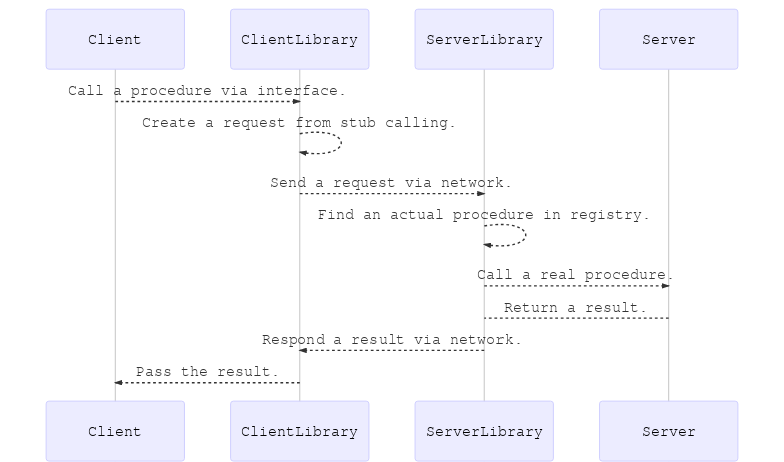 Client
ClientLibrary
ServerLibrary
Server
Call a procedure via interface.
Create a request from stub calling.
Send a request via network.
Find an actual procedure in registry.
Call a real procedure.
Return a result.
Respond a result via network.
Pass the result.
Client
ClientLibrary
ServerLibrary
Server